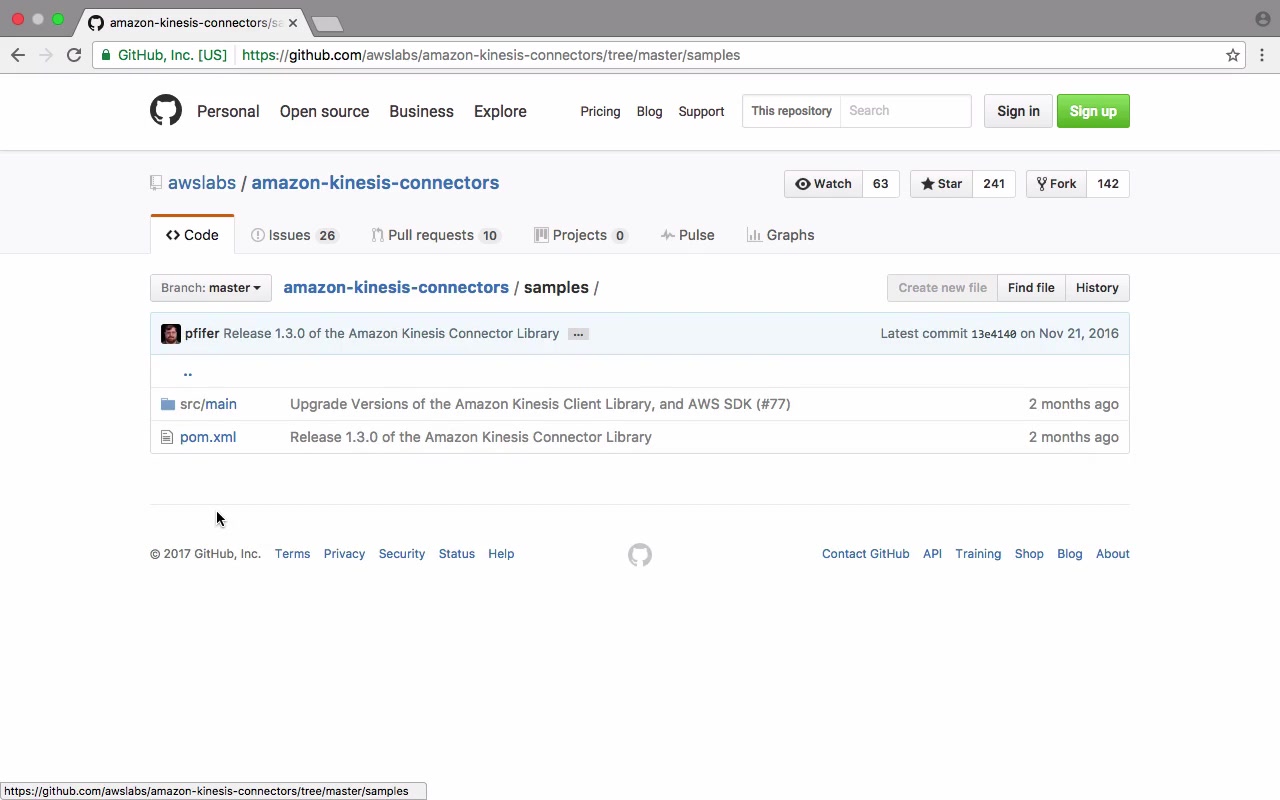 amazon-kinesis-connectors/sa
GitHub, Inc. [US] https://github.com/awslabs/amazon-kinesis-connectors/tree/master/samples
Personal Open source Business Explore Pricing Blog Support This repository Search Sign in Sign up
awslabs / amazon-kinesis-connectors Watch 63 Star 241 Fork 142
Code Issues 26 Pull requests 10 Projects 0 Pulse Graphs
Branch: master amazon-kinesis-connectors / samples / Create new file Find file History
pfifer Release 1.3.0 of the Amazon Kinesis Connector Library ... Latest commit 13e4140 on Nov 21, 2016
..
src/main Upgrade Versions of the Amazon Kinesis Client Library, and AWS SDK (#77) 2 months ago
pom.xml Release 1.3.0 of the Amazon Kinesis Connector Library 2 months ago
© 2017 GitHub, Inc. Terms Privacy Security Status Help Contact GitHub API Training Shop Blog About
https://github.com/awslabs/amazon-kinesis-connectors/tree/master/samples